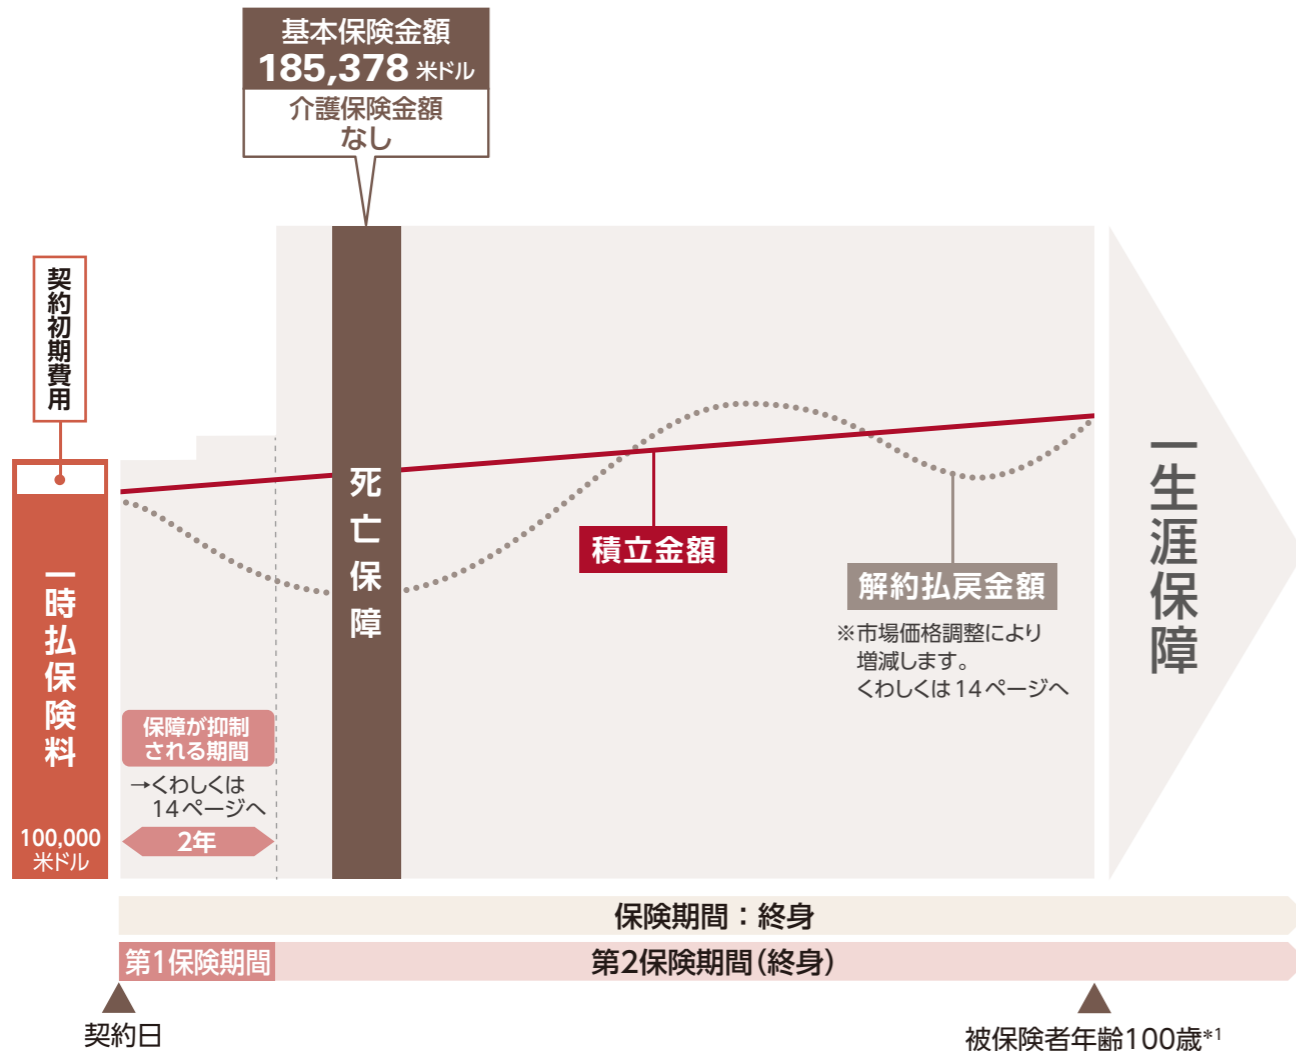 基本保険金額
185,378 米ドル
介護保険金額
なし
契約初期費用
一時払保険料
100,000
米ドル
死亡保障
積立金額
解約払戻金額
※市場価格調整により
増減します。
くわしくは14ページへ
保障が抑制
される期間
→くわしくは
14ページへ
2年
一生涯保障
保険期間：終身
第1保険期間
第2保険期間(終身)
契約日
被保険者年齢100歳*1